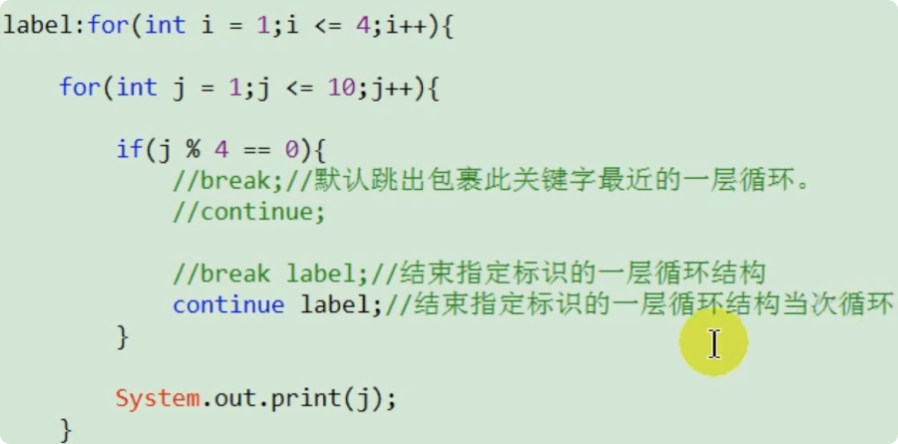 label:for(int i = 1;i <= 4;i++){
for(int j = 1;j <= 10;j++){
if(j % 4 == 0){
//break;//默认跳出包裹此关键字最近的一层循环。
//continue;
//break label;//结束指定标识的一层循环结构
continue label;//结束指定标识的一层循环结构当次循环
}
System.out.print(j);
}